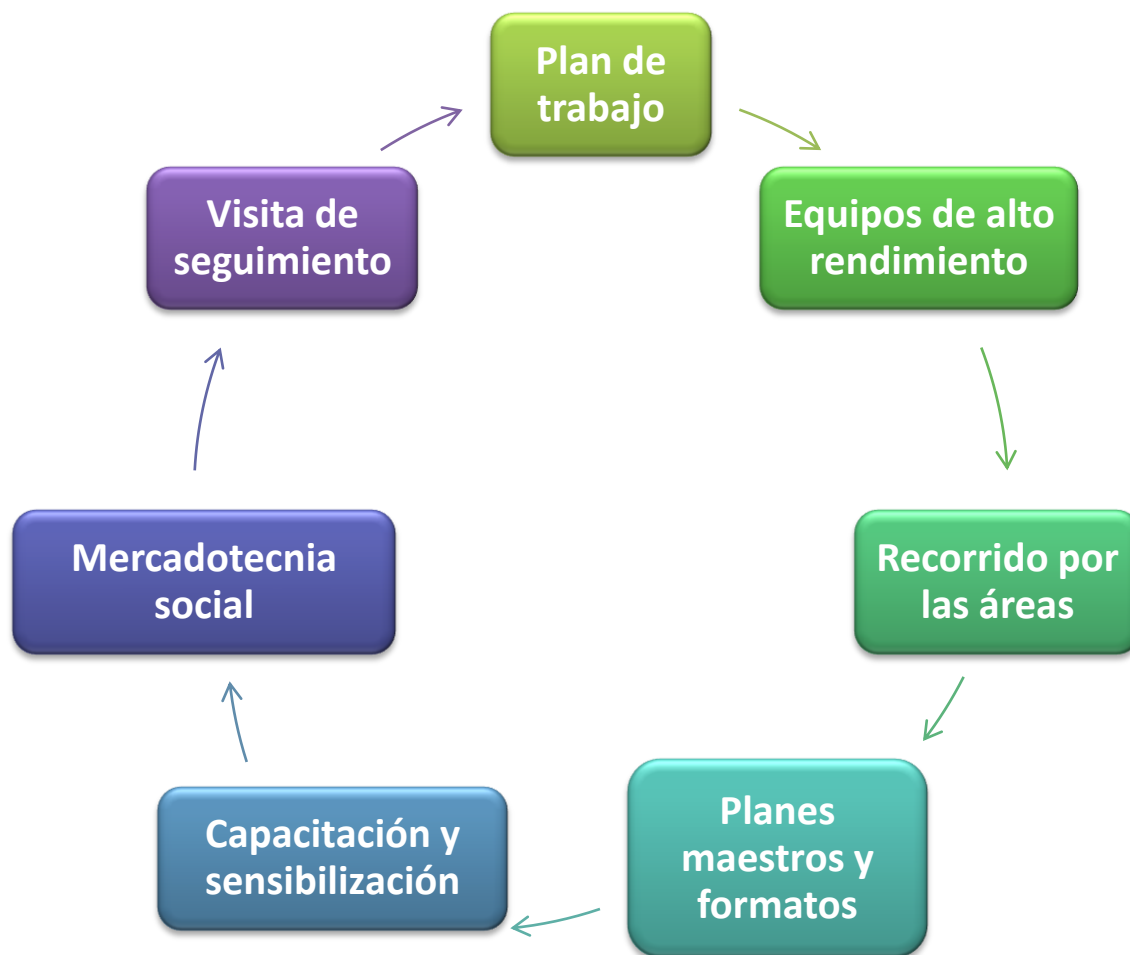 Plan de
trabajo
Equipos de alto
rendimiento
Recorrido por
las áreas
Planes
maestros y
formatos
Capacitación y
sensibilización
Mercadotecnia
social
Visita de
seguimiento